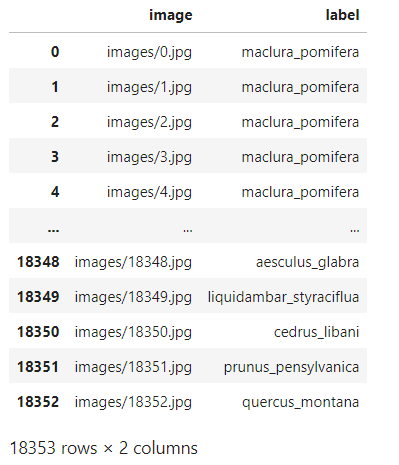 image label
0 images/0.jpg maclura_pomifera
1 images/1.jpg maclura_pomifera
2 images/2.jpg maclura_pomifera
3 images/3.jpg maclura_pomifera
4 images/4.jpg maclura_pomifera
... ... ...
18348 images/18348.jpg aesculus_glabra
18349 images/18349.jpg liquidambar_styraciflua
18350 images/18350.jpg cedrus_libani
18351 images/18351.jpg prunus_pensylvanica
18352 images/18352.jpg quercus_montana
18353 rows × 2 columns